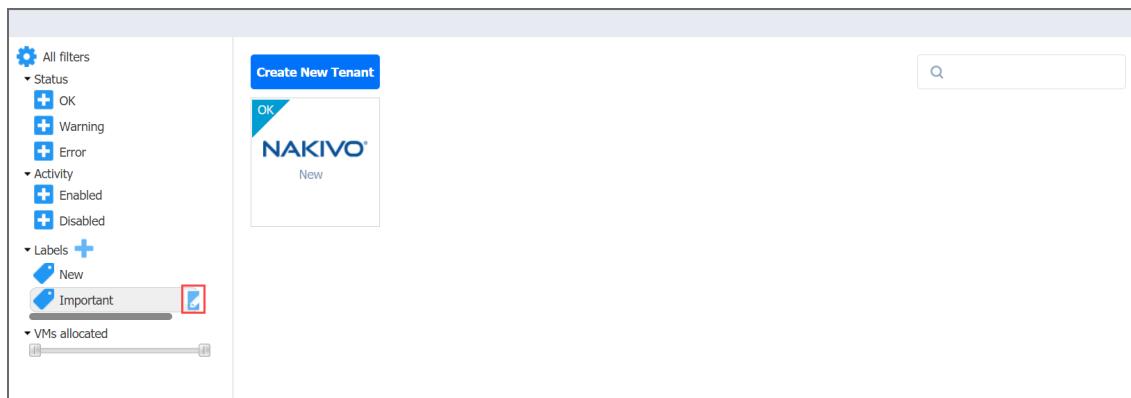 All filters
Status
OK
Warning
Error
Activity
Enabled
Disabled
Labels
New
Important
VMs allocated
Create New Tenant
OK
NAKIVO®
New